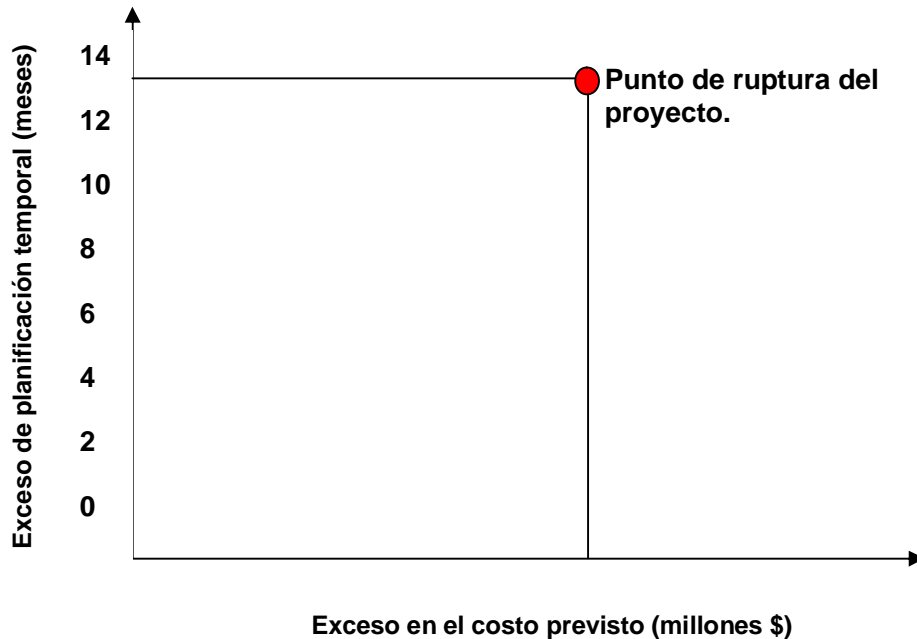 Exceso de planificación temporal (meses)
14
12
10
8
6
4
2
0
Punto de ruptura del
proyecto.
Exceso en el costo previsto (millones $)